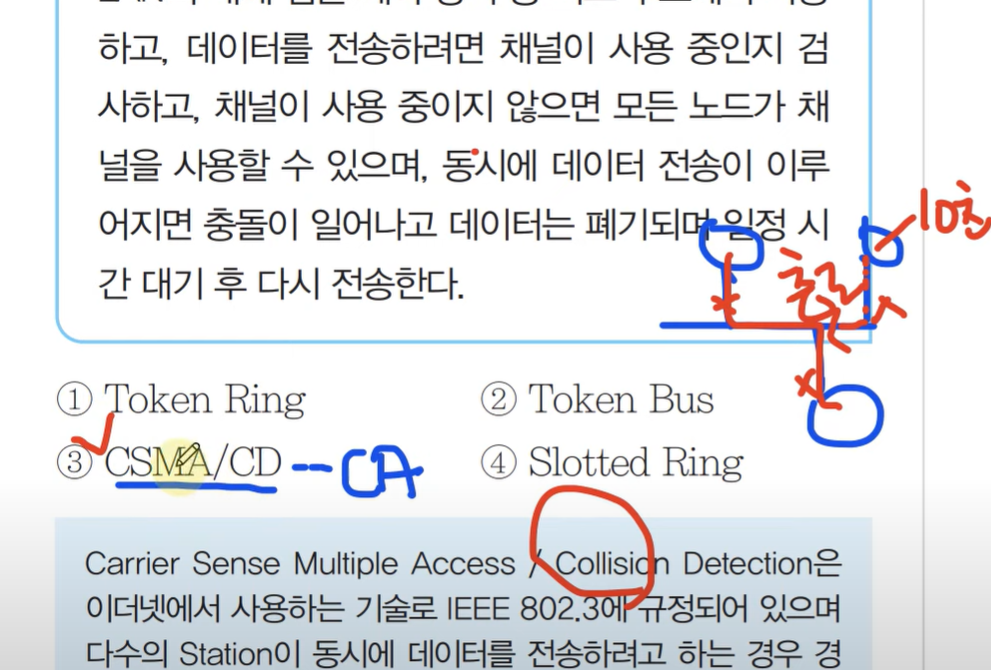 하고, 데이터를 전송하려면 채널이 사용 중인지 검
사하고, 채널이 사용 중이지 않으면 모든 노드가 채
널을 사용할 수 있으며, 동시에 데이터 전송이 이루
어지면 충돌이 일어나고 데이터는 폐기되며 일정 시
간 대기 후 다시 전송한다.
10초
충돌
① Token Ring
② Token Bus
③ CSMA/CD -- CA
④ Slotted Ring
Carrier Sense Multiple Access / Collision Detection은
이더넷에서 사용하는 기술로 IEEE 802.3에 규정되어 있으며
다수의 Station이 동시에 데이터를 전송하려고 하는 경우 경